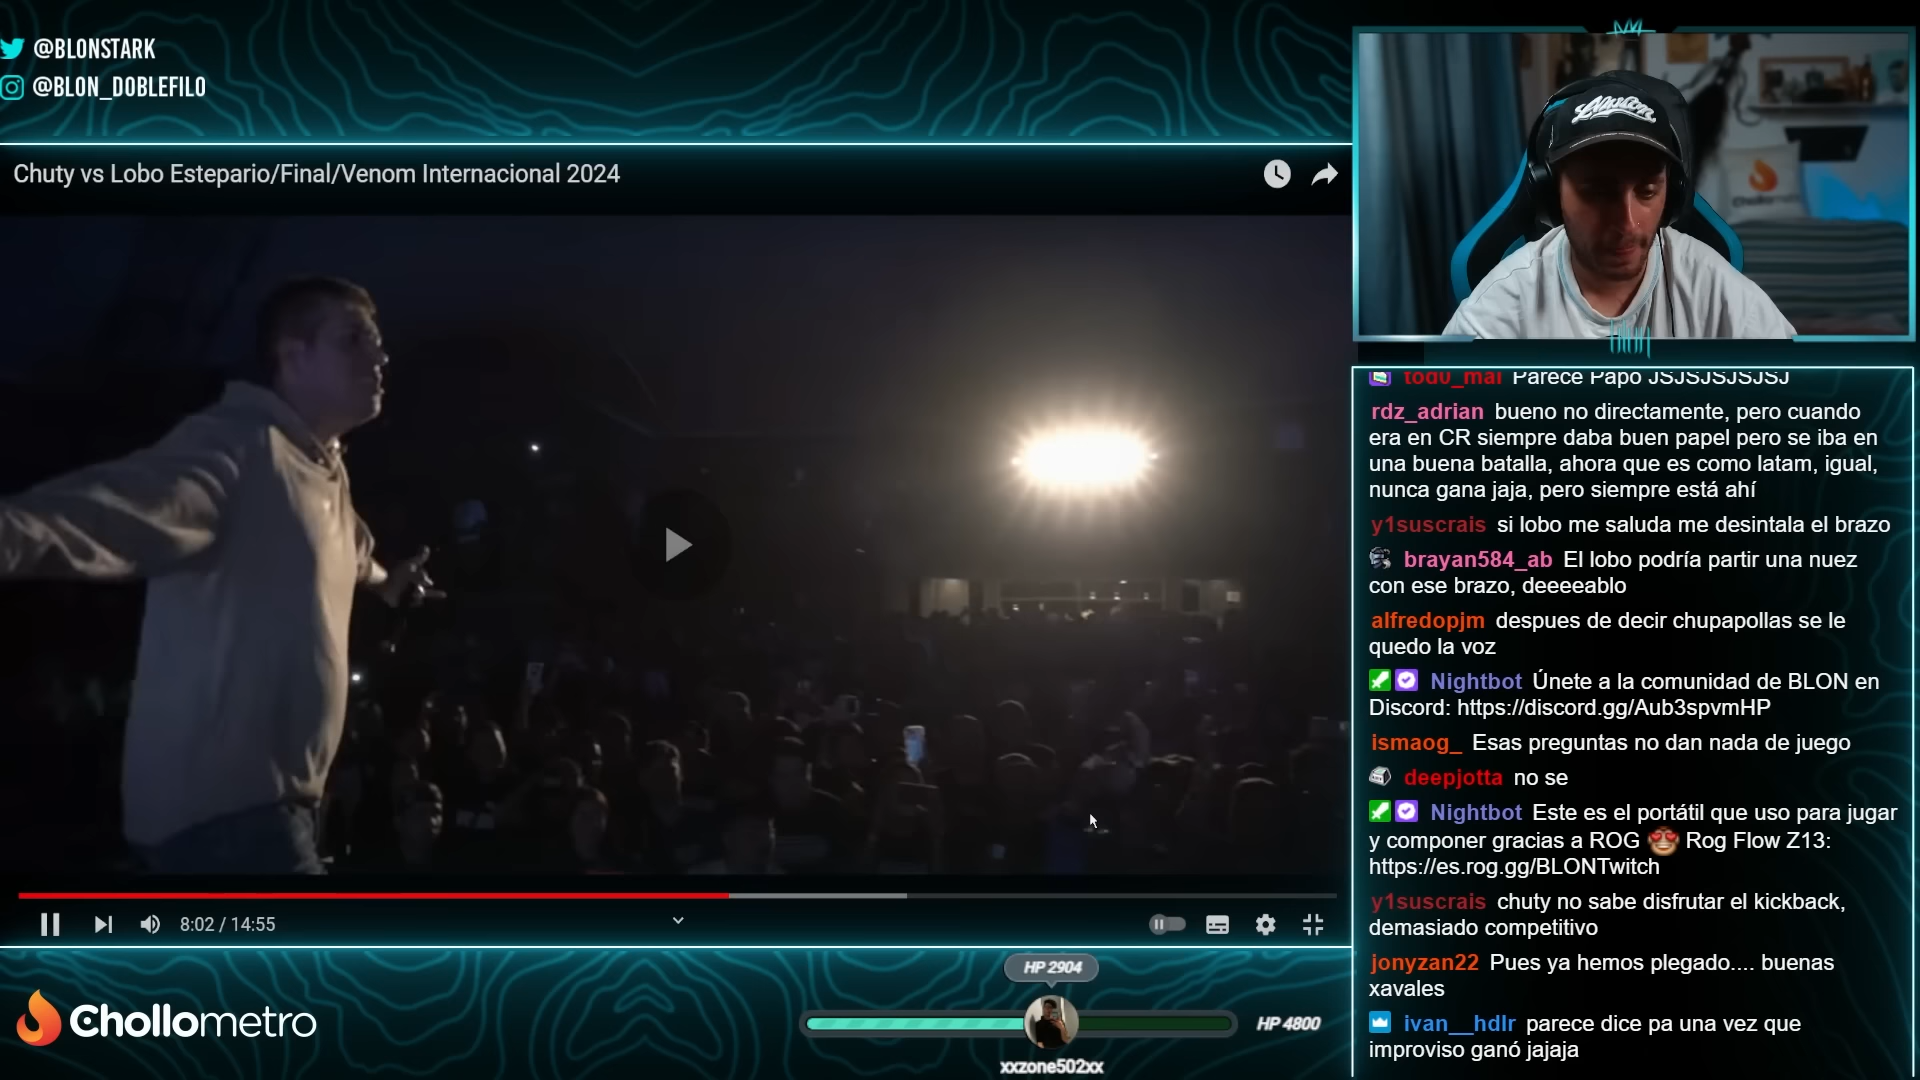 @BLONSTARK
@BLON_DOBLEFILO
Chuty vs Lobo Estepario/Final/Venom Internacional 2024
8:02 / 14:55
Chollometro
HP 2904
HP 4800
xxzone502xx
tod0_mal Parece Papo JSJSJSJSJSJ
rdz_adrian bueno no directamente, pero cuando
era en CR siempre daba buen papel pero se iba en
una buena batalla, ahora que es como latam, igual,
nunca gana jaja, pero siempre está ahí
y1suscrais si lobo me saluda me desintala el brazo
brayan584_ab El lobo podría partir una nuez
con ese brazo, deeeeablo
alfredopjm despues de decir chupapollas se le
quedo la voz
Nightbot Únete a la comunidad de BLON en
Discord: https://discord.gg/Aub3spvmHP
ismaog_ Esas preguntas no dan nada de juego
deepjotta no se
Nightbot Este es el portátil que uso para jugar
y componer gracias a ROG Rog Flow Z13:
https://es.rog.gg/BLONTwitch
y1suscrais chuty no sabe disfrutar el kickback,
demasiado competitivo
jonyzan22 Pues ya hemos plegado.... buenas
xavales
ivan__hdlr parece dice pa una vez que
improviso ganó jajaja